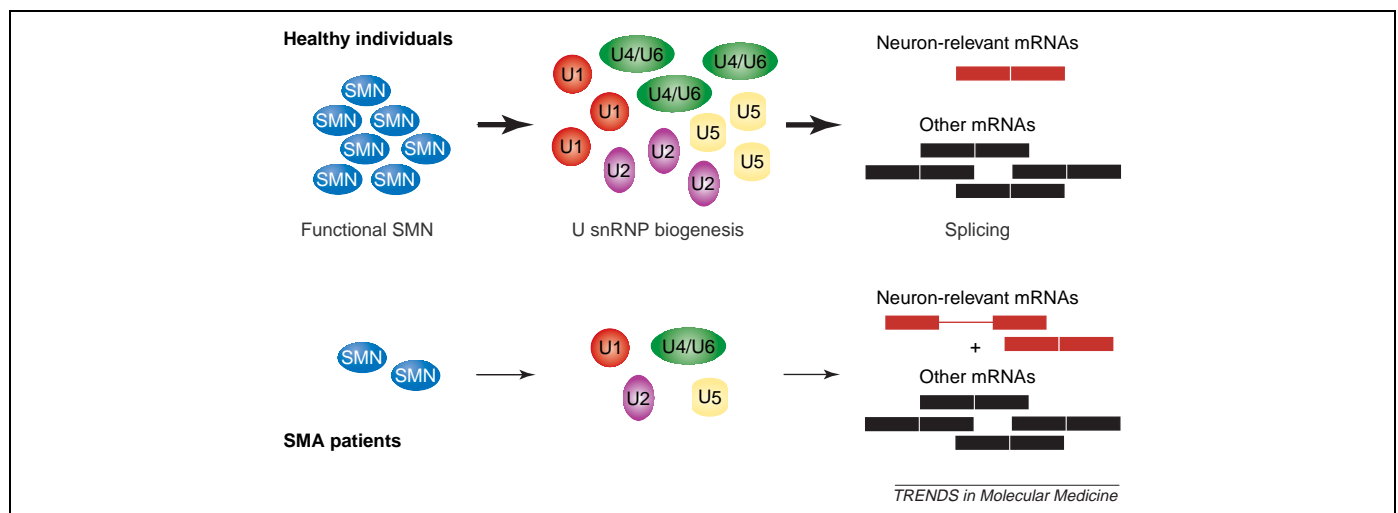 Healthy individuals
SMN
SMN
SMN
SMN
SMN
SMN
SMN
SMN
Functional SMN
U1
U4/U6
U4/U6
U4/U6
U1
U5
U5
U1
U2
U5
U2
U2
U snRNP biogenesis
Neuron-relevant mRNAs
Other mRNAs
Splicing
SMN
SMN
SMA patients
U1
U4/U6
U2
U5
Neuron-relevant mRNAs
+
Other mRNAs
TRENDS in Molecular Medicine